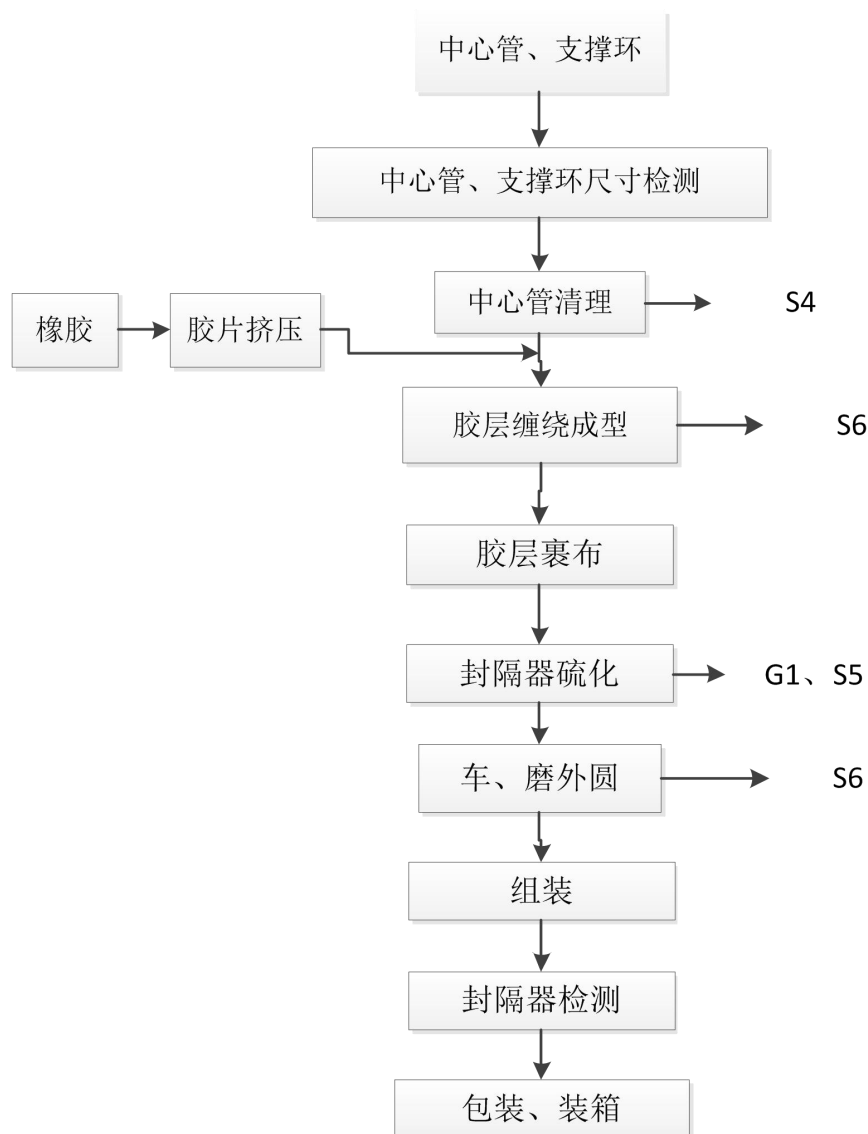 中心管、支撑环
中心管、支撑环尺寸检测
中心管清理
S4
橡胶
胶片挤压
胶层缠绕成型
S6
胶层裹布
封隔器硫化
G1、S5
车、磨外圆
S6
组装
封隔器检测
包装、装箱